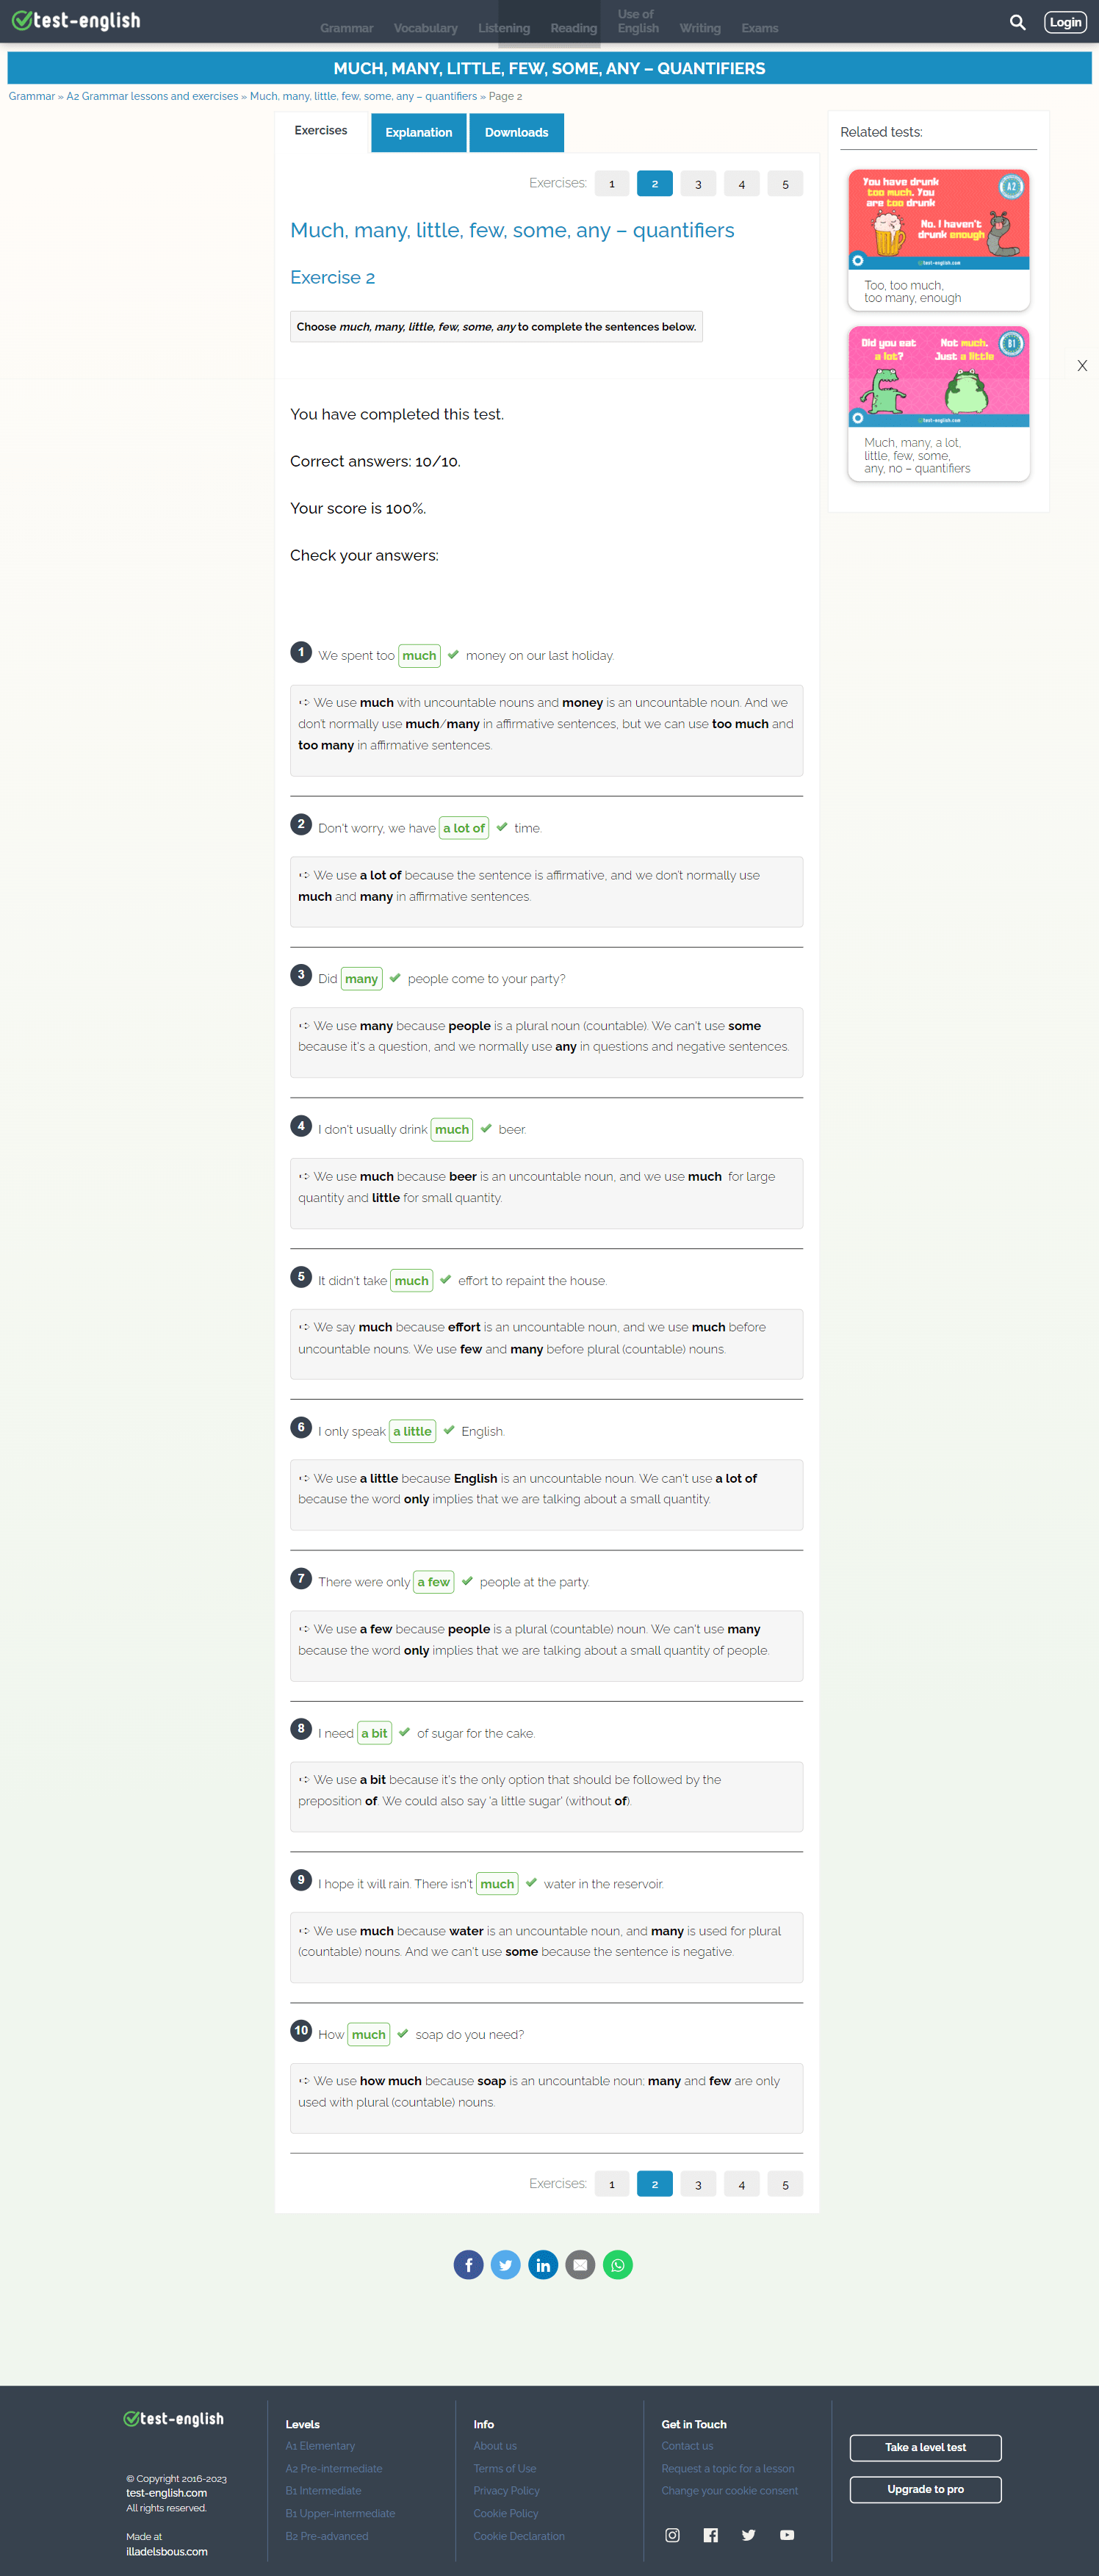 test-english
Grammar Vocabulary Listening Reading Use of English Writing Exams
Login
MUCH, MANY, LITTLE, FEW, SOME, ANY – QUANTIFIERS
Grammar » A2 Grammar lessons and exercises » Much, many, little, few, some, any – quantifiers » Page 2
Exercises Explanation Downloads
Exercises: 1 2 3 4 5
Much, many, little, few, some, any – quantifiers
Exercise 2
Choose much, many, little, few, some, any to complete the sentences below.
You have completed this test.
Correct answers: 10/10.
Your score is 100%.
Check your answers:
1 We spent too much money on our last holiday.
➪ We use much with uncountable nouns and money is an uncountable noun. And we
don't normally use much/many in affirmative sentences, but we can use too much and
too many in affirmative sentences.
2 Don't worry, we have a lot of time.
➪ We use a lot of because the sentence is affirmative, and we don't normally use
much and many in affirmative sentences.
3 Did many people come to your party?
➪ We use many because people is a plural noun (countable). We can't use some
because it's a question, and we normally use any in questions and negative sentences.
4 I don't usually drink much beer.
➪ We use much because beer is an uncountable noun, and we use much for large
quantity and little for small quantity.
5 It didn't take much effort to repaint the house.
➪ We say much because effort is an uncountable noun, and we use much before
uncountable nouns. We use few and many before plural (countable) nouns.
6 I only speak a little English.
➪ We use a little because English is an uncountable noun. We can't use a lot of
because the word only implies that we are talking about a small quantity.
7 There were only a few people at the party.
➪ We use a few because people is a plural (countable) noun. We can't use many
because the word only implies that we are talking about a small quantity of people.
8 I need a bit of sugar for the cake.
➪ We use a bit because it's the only option that should be followed by the
preposition of. We could also say 'a little sugar' (without of).
9 I hope it will rain. There isn't much water in the reservoir.
➪ We use much because water is an uncountable noun, and many is used for plural
(countable) nouns. And we can't use some because the sentence is negative.
10 How much soap do you need?
➪ We use how much because soap is an uncountable noun; many and few are only
used with plural (countable) nouns.
Exercises: 1 2 3 4 5
Related tests:
You have drunk
too much. You
are too drunk
A2
No. I haven't
drunk enough
test-english.com
Too, too much,
too many, enough
Did you eat
a lot?
Not much.
Just a little
B1
test-english.com
Much, many, a lot,
little, few, some,
any, no – quantifiers
X
test-english
© Copyright 2016-2023
test-english.com
All rights reserved.
Made at
illadelsbous.com
Levels
A1 Elementary
A2 Pre-intermediate
B1 Intermediate
B1 Upper-intermediate
B2 Pre-advanced
Info
About us
Terms of Use
Privacy Policy
Cookie Policy
Cookie Declaration
Get in Touch
Contact us
Request a topic for a lesson
Change your cookie consent
Take a level test
Upgrade to pro